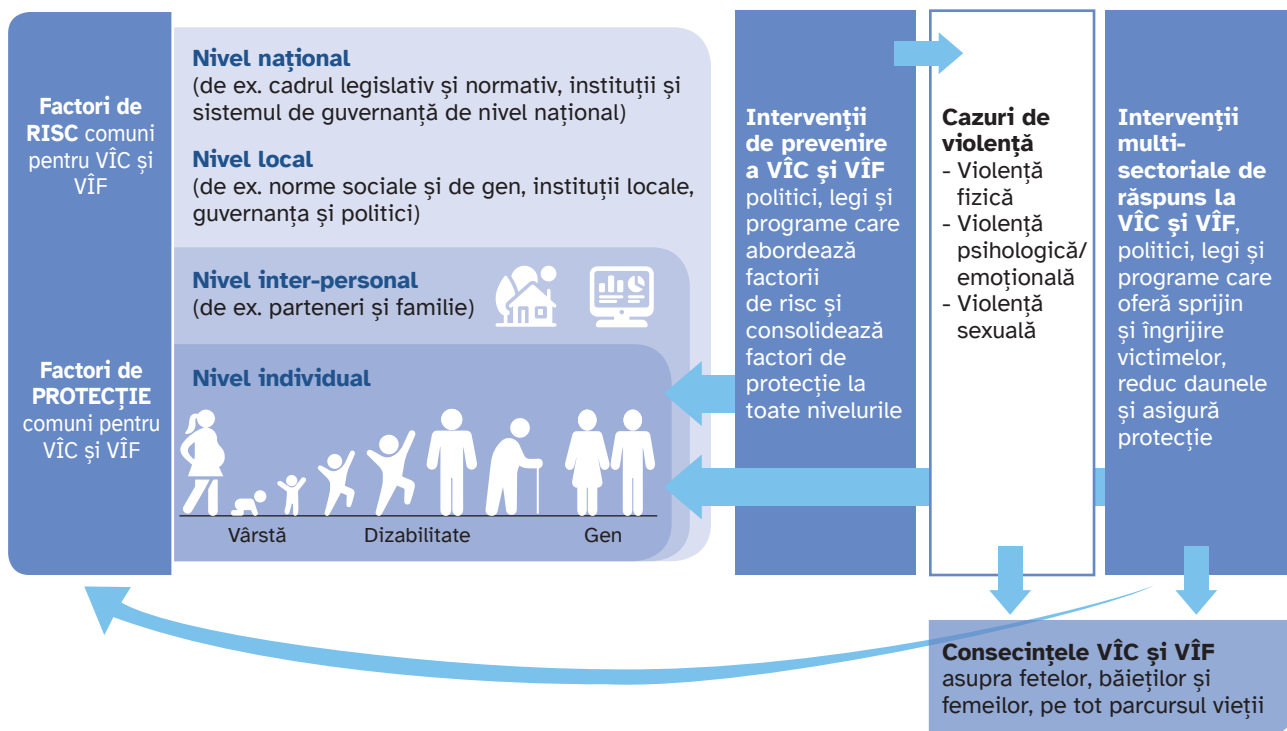 Factori de
RISC comuni
pentru VÎC și
VÎF
Factori de
PROTECȚIE
comuni pentru
VÎC și VÎF
Nivel național
(de ex. cadrul legislativ și normativ, instituții și
sistemul de guvernanță de nivel național)
Nivel local
(de ex. norme sociale și de gen, instituții locale,
guvernanța și politici)
Nivel inter-personal
(de ex. parteneri și familie)
Nivel individual
Vârstă
Dizabilitate
Gen
Intervenții
de prevenire
a VÎC și VÎF
politici, legi și
programe care
abordează
factorii
de risc și
consolidează
factori de
protecție la
toate nivelurile
Cazuri de
violență
- Violență
fizică
- Violență
psihologică/
emoțională
- Violență
sexuală
Intervenții
multi-
sectoriale de
răspuns la
VÎC și VÎF,
politici, legi și
programe care
oferă sprijin
și îngrijire
victimelor,
reduc daunele
și asigură
protecție
Consecințele VÎC și VÎF
asupra fetelor, băieților și
femeilor, pe tot parcursul vieții